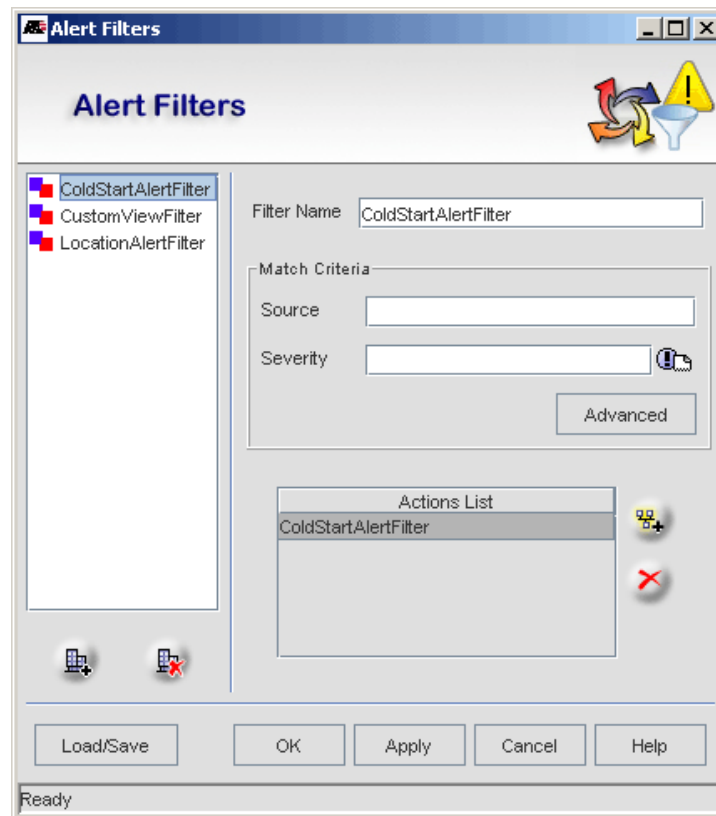 Alert Filters
Alert Filters
ColdStartAlertFilter
CustomViewFilter
LocationAlertFilter
Filter Name ColdStartAlertFilter
Match Criteria
Source
Severity
Advanced
Actions List
ColdStartAlertFilter
Load/Save OK Apply Cancel Help
Ready